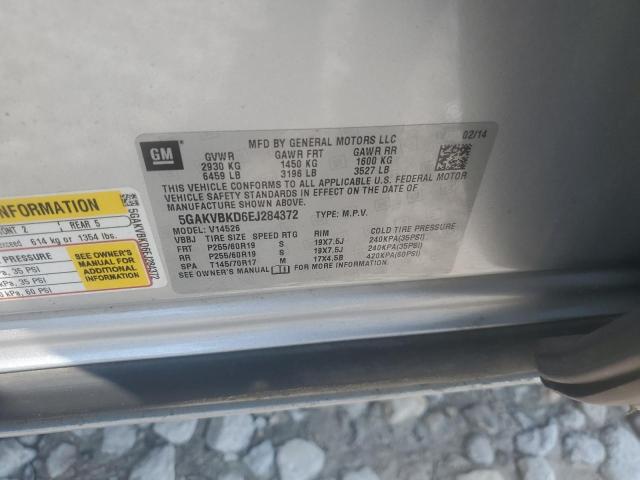 GM
MFD BY GENERAL MOTORS LLC
02/14
GVWR GAWR FRT GAWR RR
2930 KG 1450 KG 1600 KG
6459 LB 3196 LB 3527 LB
THIS VEHICLE CONFORMS TO ALL APPLICABLE U.S. FEDERAL MOTOR
VEHICLE SAFETY STANDARDS IN EFFECT ON THE DATE OF
MANUFACTURE SHOWN ABOVE.
5GAKVBKD6EJ284372 TYPE: M.P.V.
V14526
VBBJ TIRE SIZE SPEED RTG RIM COLD TIRE PRESSURE
FRT P255/60R19 S 19X7.5J 240KPA(35PSI)
RR P255/60R19 S 19X7.5J 240KPA(35PSI)
SPA T145/70R17 M 17X4.5B 420KPA(60PSI)
SEE OWNER'S MANUAL FOR MORE INFORMATION.
INFORMATION
FRONT 2 REAR 5
exceed 614 kg or 1354 lbs.
PRESSURE
35 PSI
kPa, 35 PSI
kPa, 60 PSI
SEE OWNER'S
MANUAL FOR
ADDITIONAL
INFORMATION
5GAKVBKD6EJ284372